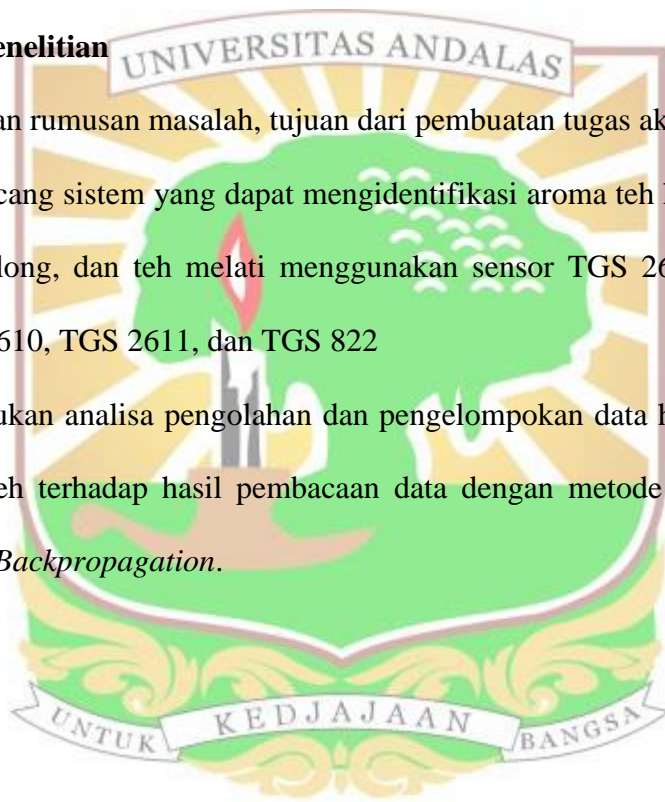 enelitian
UNIVERSITAS ANDALAS
an rumusan masalah, tujuan dari pembuatan tugas ak
cang sistem yang dapat mengidentifikasi aroma teh
long, dan teh melati menggunakan sensor TGS 26
610, TGS 2611, dan TGS 822
ukan analisa pengolahan dan pengelompokan data h
eh terhadap hasil pembacaan data dengan metode
Backpropagation.
UNTUK KEDJAJAAN BANGSA